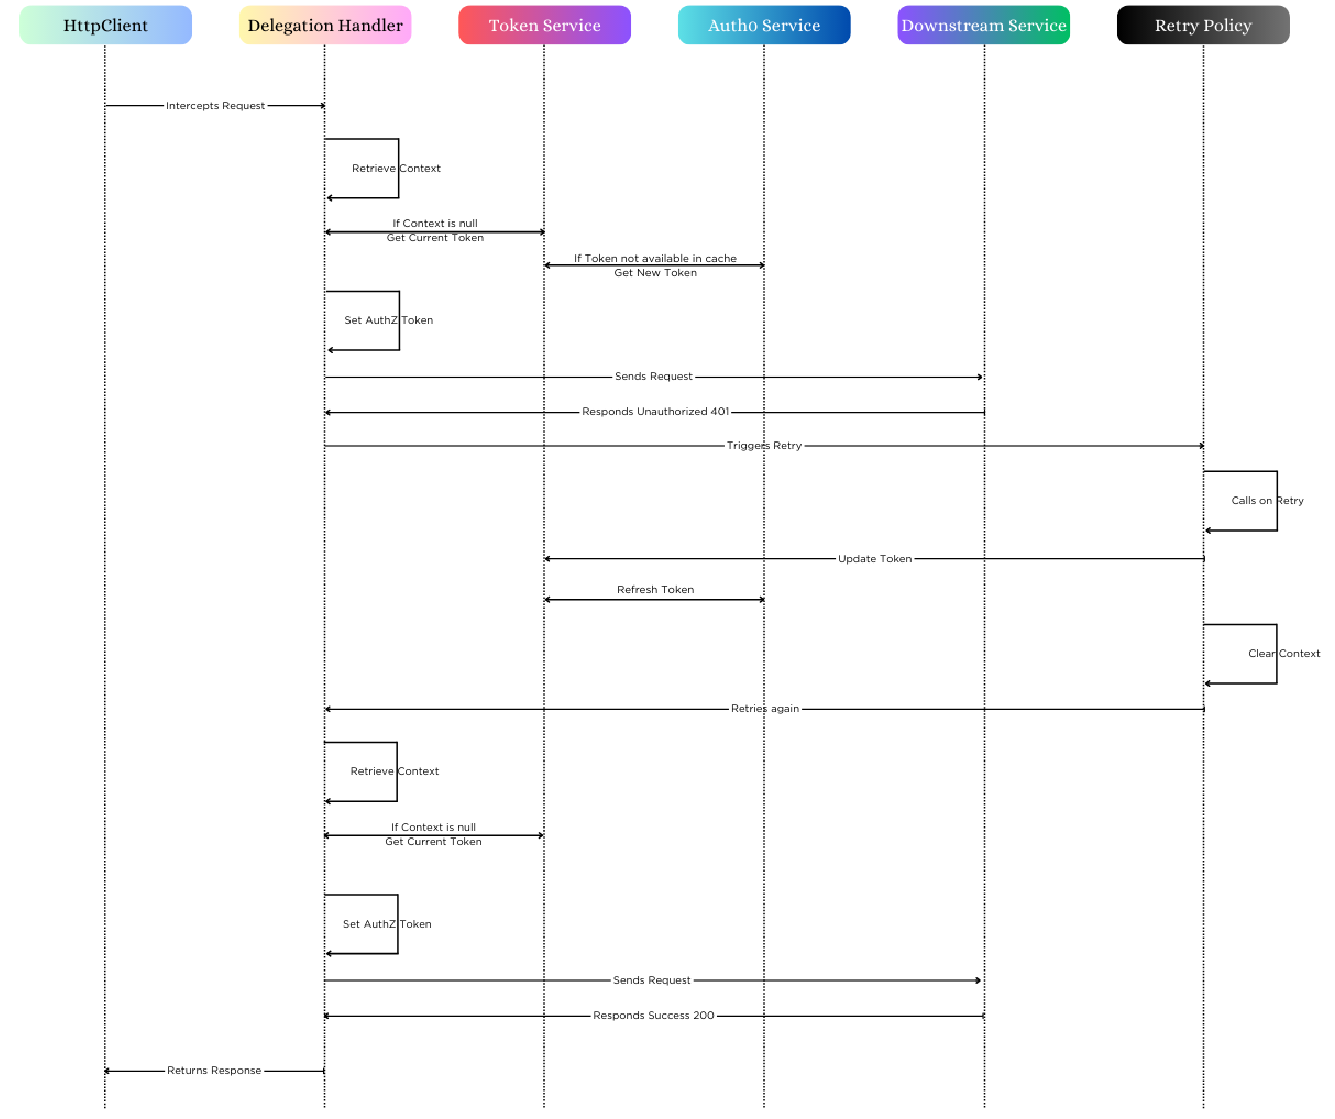 HttpClient
Delegation Handler
Token Service
Auth0 Service
Downstream Service
Retry Policy
Intercepts Request
Retrieve Context
If Context is null
Get Current Token
If Token not available in cache
Get New Token
Set AuthZ Token
Sends Request
Responds Unauthorized 401
Triggers Retry
Calls on Retry
Update Token
Refresh Token
Clear Context
Retries again
Retrieve Context
If Context is null
Get Current Token
Set AuthZ Token
Sends Request
Responds Success 200
Returns Response